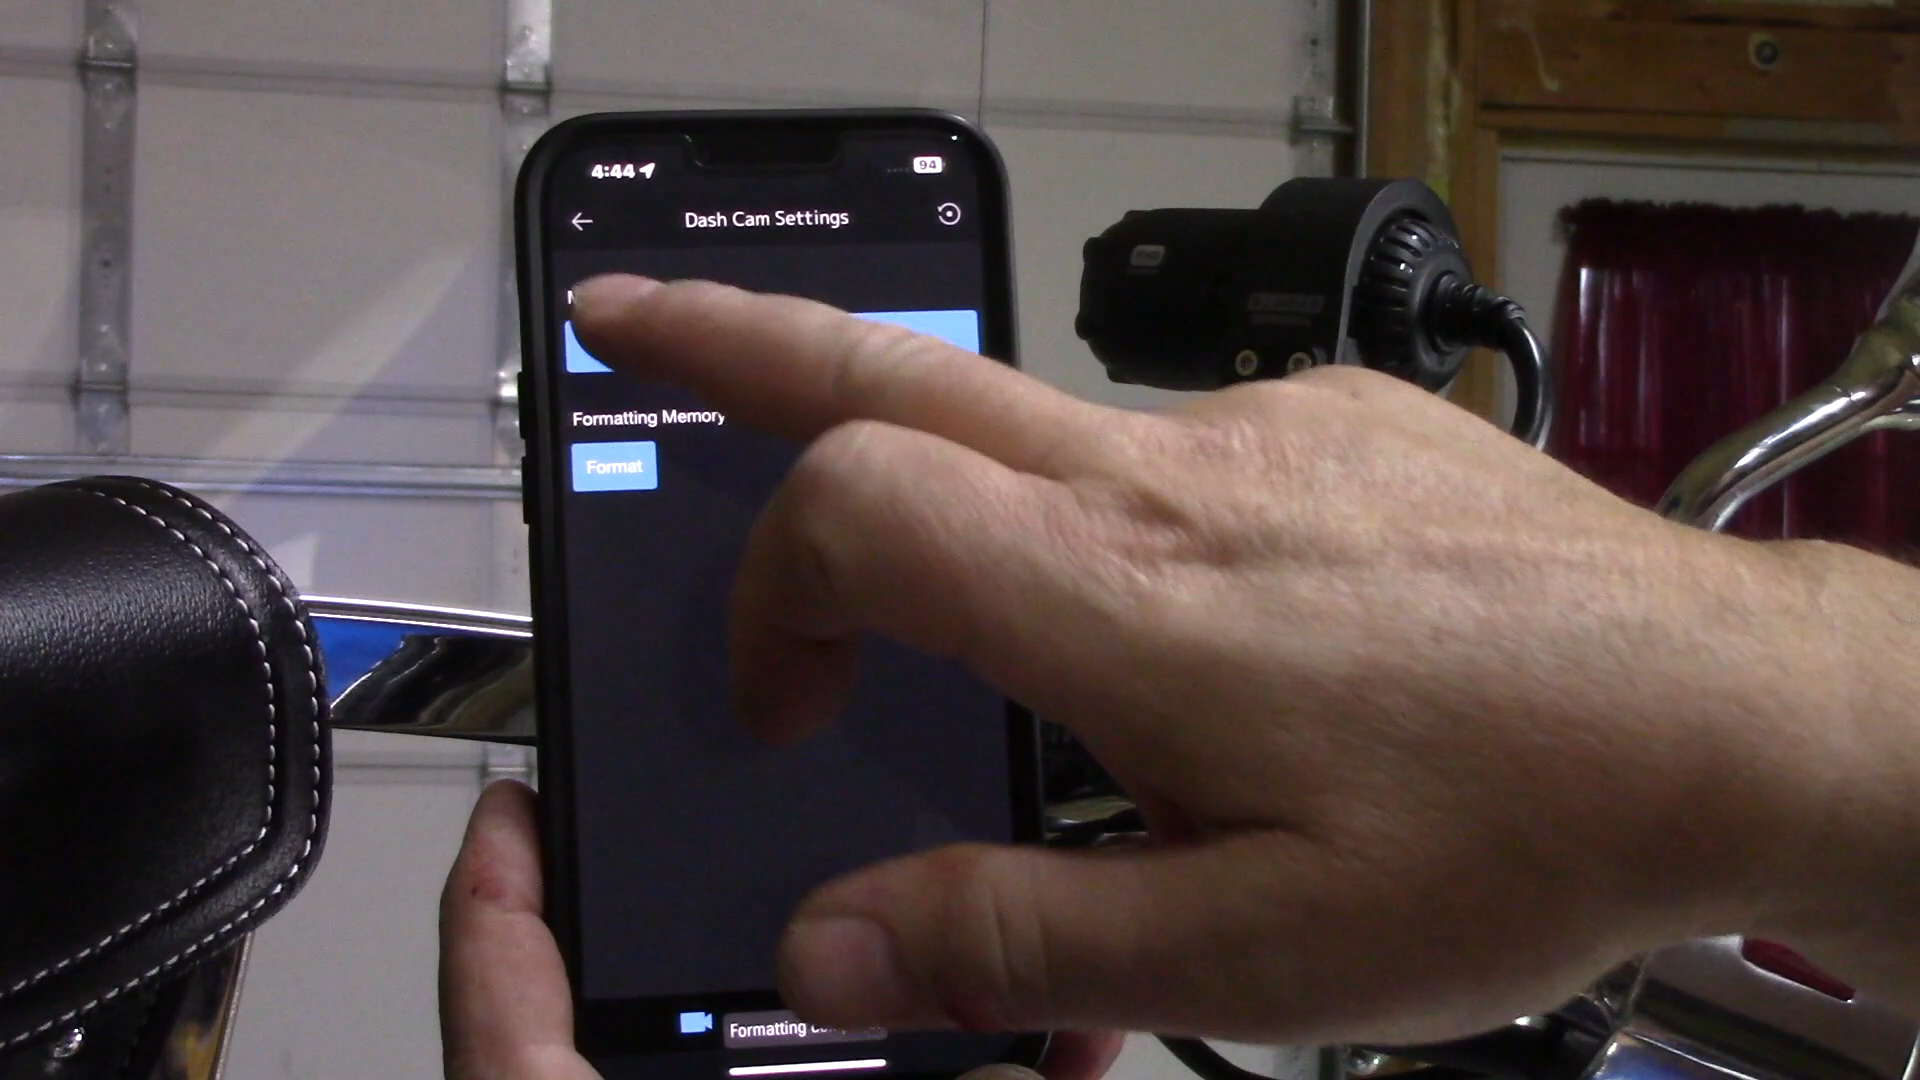 4:44
94
Dash Cam Settings
Formatting Memory
Format
Formatting